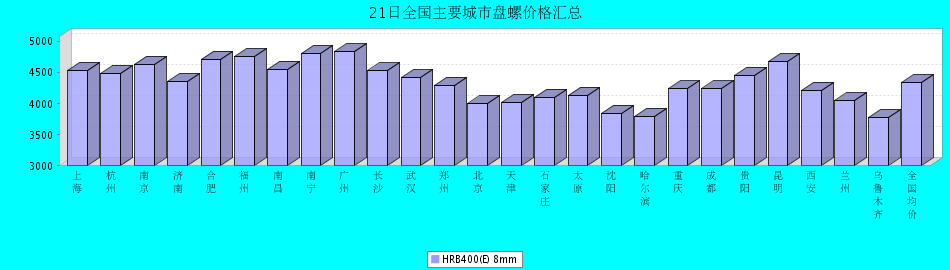 21日全国主要城市盘螺价格汇总
5000
4500
4000
3500
3000
上海
杭州
南京
济南
合肥
福州
南昌
南宁
广州
长沙
武汉
郑州
北京
天津
石家庄
太原
沈阳
哈尔滨
重庆
成都
贵阳
昆明
西安
兰州
乌鲁木齐
全国均价
HRB400(E) 8mm